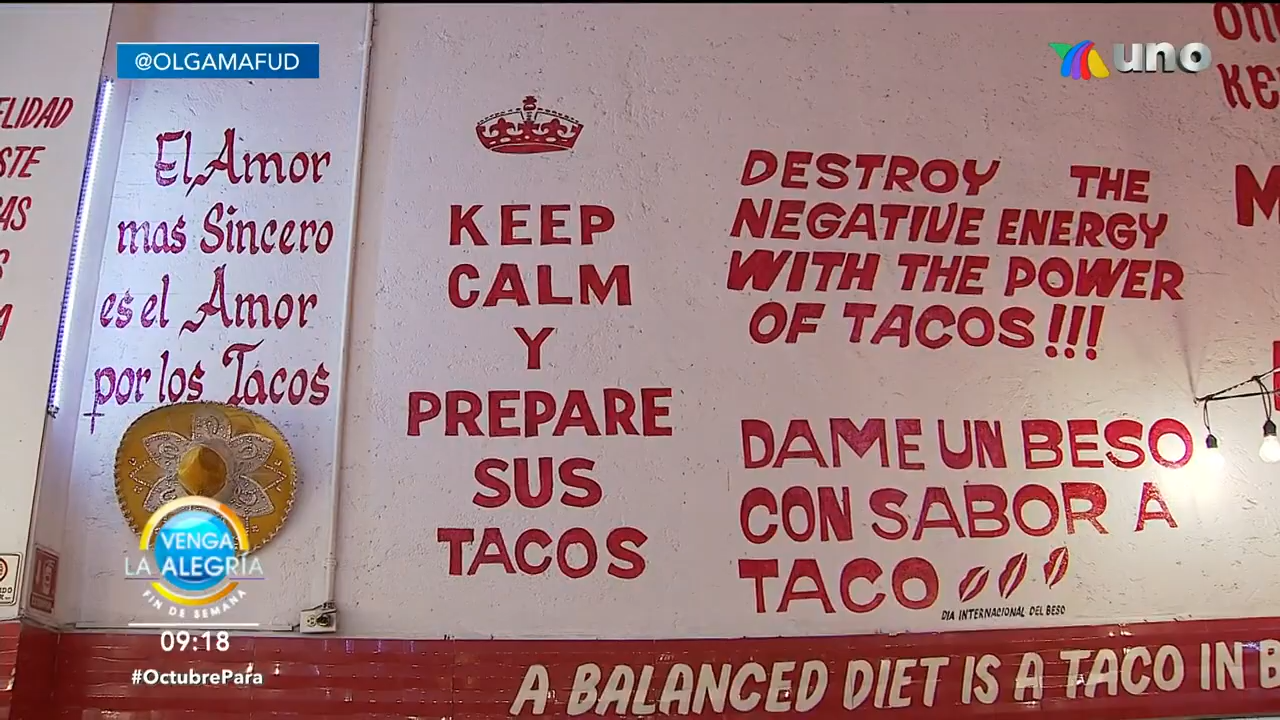 @OLGAMAFUD
uno
ELIDAD
STE
El Amor
mas Sincero
es el Amor
por los Tacos
KEEP
CALM
Y
PREPARE
SUS
TACOS
DESTROY THE
NEGATIVE ENERGY
WITH THE POWER
OF TACOS !!!
DAME UN BESO
CON SABOR A
TACO
DIA INTERNACIONAL DEL BESO
A BALANCED DIET IS A TACO IN
VENGA
LA ALEGRÍA
FIN DE SEMANA
09:18
#OctubrePara